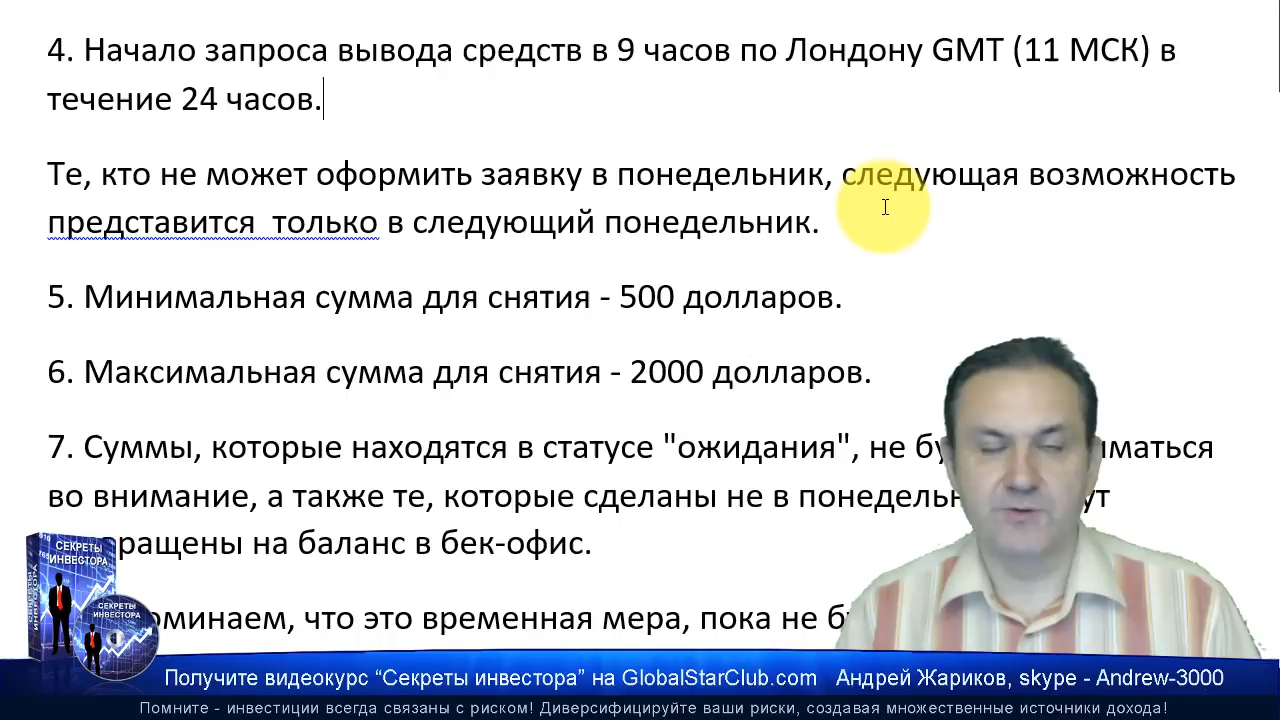 4. Начало запроса вывода средств в 9 часов по Лондону GMT (11 МСК) в
течение 24 часов.
Те, кто не может оформить заявку в понедельник, следующая возможность
представится  только в следующий понедельник.
5. Минимальная сумма для снятия - 500 долларов.
6. Максимальная сумма для снятия - 2000 долларов.
7. Суммы, которые находятся в статусе "ожидания", не
во внимание, а также те, которые сделаны не в
на баланс в бек-офис.
что это временная мера, пока не
СЕКРЕТЫ
ИНВЕСТОРА
СЕКРЕТЫ
ИНВЕСТОРА
Получите видеокурс “Секреты инвестора” на GlobalStarClub.com   Андрей Жариков, skype - Andrew-3000
Помните - инвестиции всегда связаны с риском! Диверсифицируйте ваши риски, создавая множественные источники дохода!